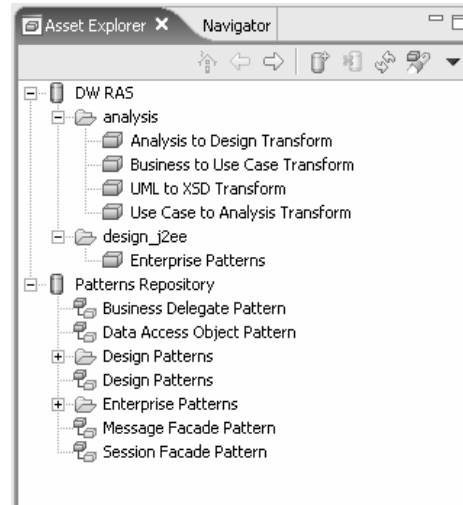 Asset Explorer Navigator
DW RAS
analysis
Analysis to Design Transform
Business to Use Case Transform
UML to XSD Transform
Use Case to Analysis Transform
design_j2ee
Enterprise Patterns
Patterns Repository
Business Delegate Pattern
Data Access Object Pattern
Design Patterns
Design Patterns
Enterprise Patterns
Message Facade Pattern
Session Facade Pattern